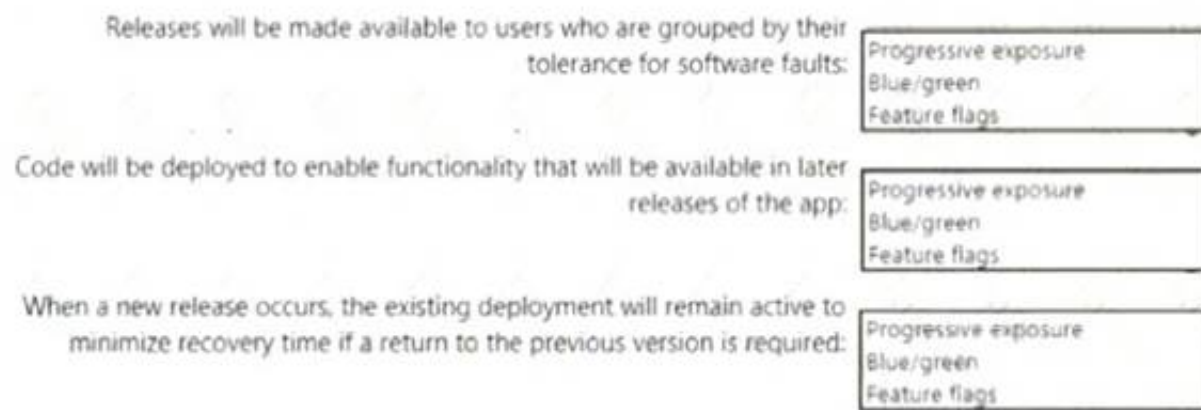 Releases will be made available to users who are grouped by their
tolerance for software faults:
Progressive exposure
Blue/green
Feature flags
Code will be deployed to enable functionality that will be available in later
releases of the app:
Progressive exposure
Blue/green
Feature flags
When a new release occurs, the existing deployment will remain active to
minimize recovery time if a return to the previous version is required:
Progressive exposure
Blue/green
Feature flags